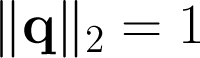 ‖𝐪‖₂ = 1